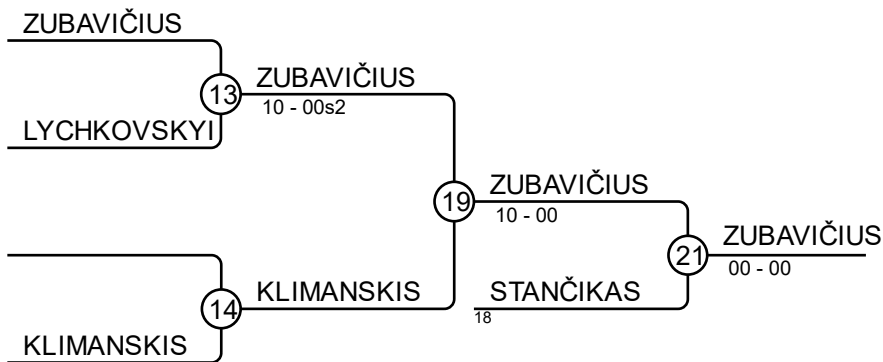 ZUBAVIČIUS
13
ZUBAVIČIUS
10 - 00s2
LYCHKOVSKYI
19
ZUBAVIČIUS
10 - 00
21
ZUBAVIČIUS
00 - 00
14
KLIMANSKIS
STANČIKAS
18
KLIMANSKIS